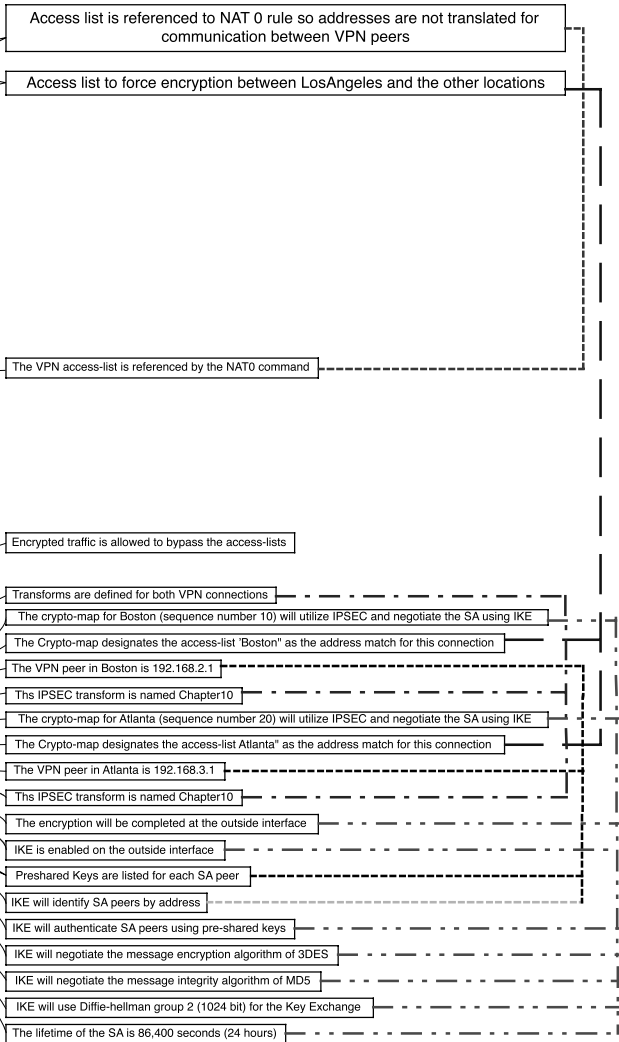 Access list is referenced to NAT 0 rule so addresses are not translated for
communication between VPN peers
Access list to force encryption between LosAngeles and the other locations
The VPN access-list is referenced by the NAT0 command
Encrypted traffic is allowed to bypass the access-lists
Transforms are defined for both VPN connections
The crypto-map for Boston (sequence number 10) will utilize IPSEC and negotiate the SA using IKE
The Crypto-map designates the access-list 'Boston" as the address match for this connection
The VPN peer in Boston is 192.168.2.1
Ths IPSEC transform is named Chapter10
The crypto-map for Atlanta (sequence number 20) will utilize IPSEC and negotiate the SA using IKE
The Crypto-map designates the access-list Atlanta" as the address match for this connection
The VPN peer in Atlanta is 192.168.3.1
Ths IPSEC transform is named Chapter10
The encryption will be completed at the outside interface
IKE is enabled on the outside interface
Preshared Keys are listed for each SA peer
IKE will identify SA peers by address
IKE will authenticate SA peers using pre-shared keys
IKE will negotiate the message encryption algorithm of 3DES
IKE will negotiate the message integrity algorithm of MD5
IKE will use Diffie-hellman group 2 (1024 bit) for the Key Exchange
The lifetime of the SA is 86,400 seconds (24 hours)